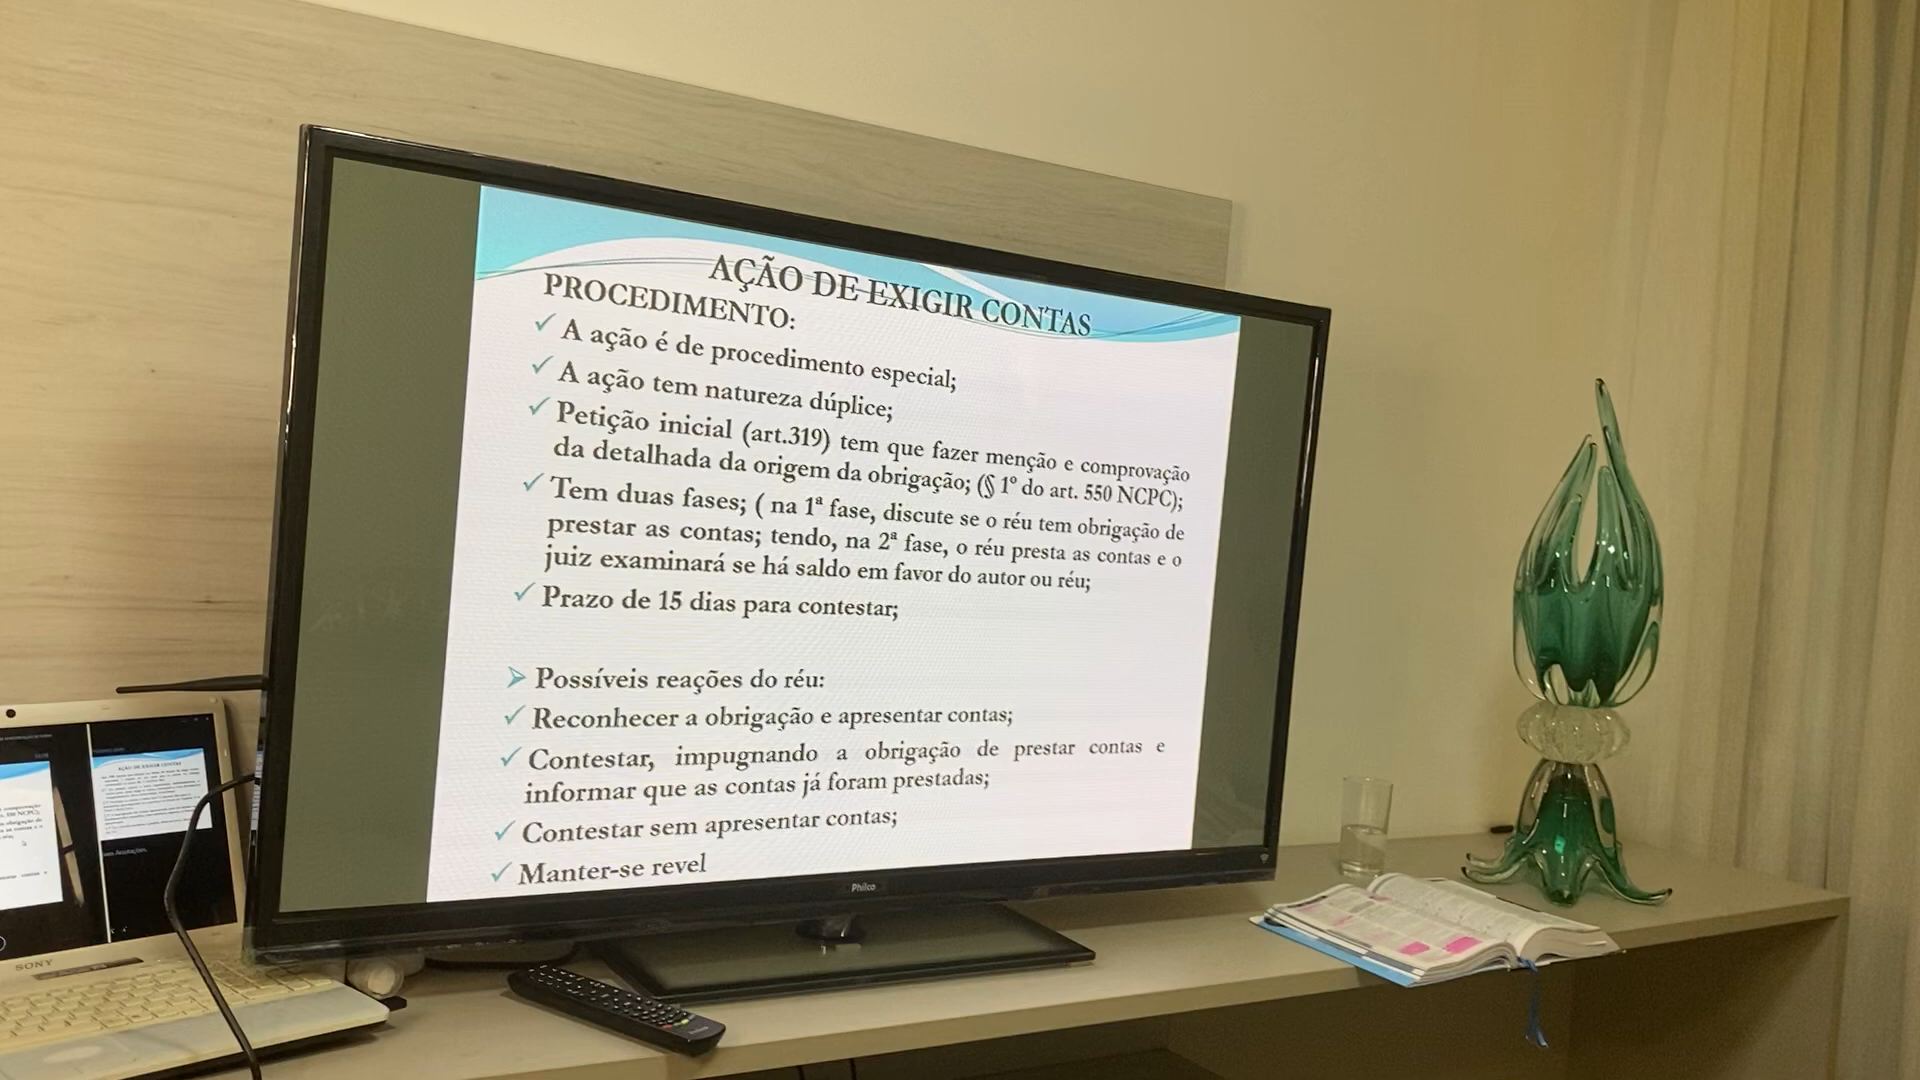 AÇÃO DE EXIGIR CONTAS
PROCEDIMENTO:
✓ A ação é de procedimento especial;
✓ A ação tem natureza dúplice;
✓ Petição inicial (art.319) tem que fazer menção e comprovação
da detalhada da origem da obrigação; (§ 1º do art. 550 NCPC);
✓ Tem duas fases; ( na 1ª fase, discute se o réu tem obrigação de
prestar as contas; tendo, na 2ª fase, o réu presta as contas e o
juiz examinará se há saldo em favor do autor ou réu;
✓ Prazo de 15 dias para contestar;
➢ Possíveis reações do réu:
✓ Reconhecer a obrigação e apresentar contas;
✓ Contestar, impugnando a obrigação de prestar contas e
informar que as contas já foram prestadas;
✓ Contestar sem apresentar contas;
✓ Manter-se revel
Philco
AÇÃO DE EXIGIR CONTAS
SONY